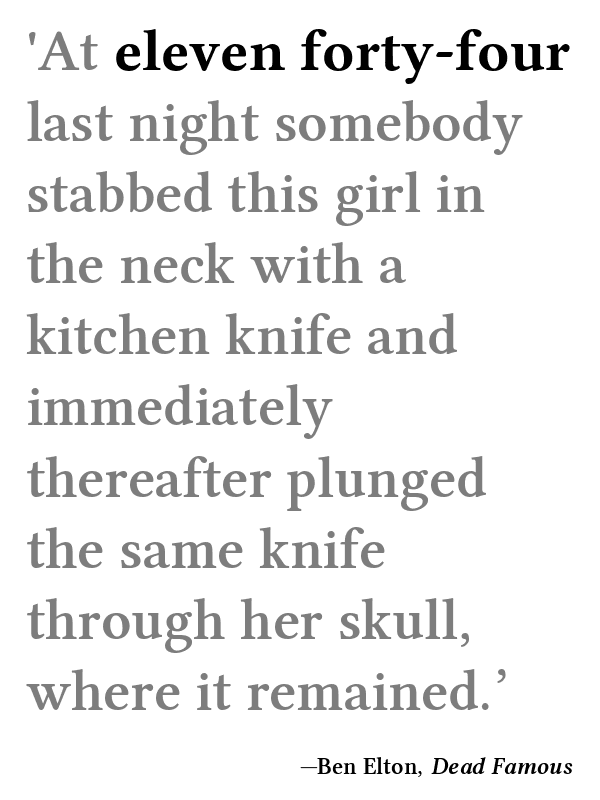 'At eleven forty-four
last night somebody
stabbed this girl in
the neck with a
kitchen knife and
immediately
thereafter plunged
the same knife
through her skull,
where it remained.’
—Ben Elton, Dead Famous